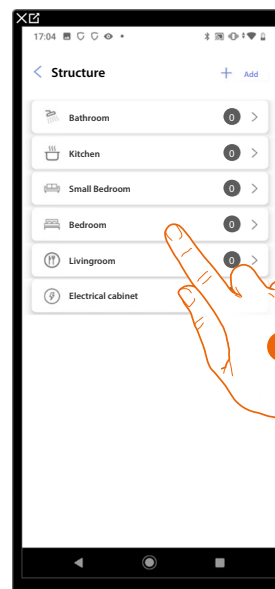 17:04
Structure
Add
Bathroom 0
Kitchen 0
Small Bedroom 0
Bedroom 0
Livingroom 0
Electrical cabinet